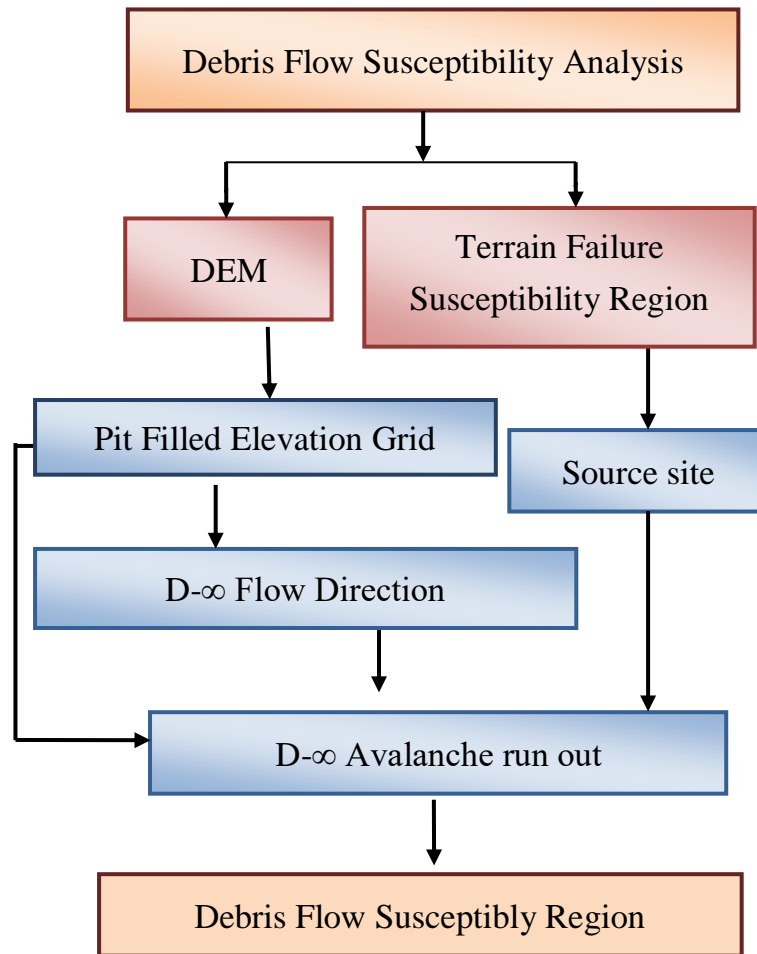 Debris Flow Susceptibility Analysis
DEM
Terrain Failure
Susceptibility Region
Pit Filled Elevation Grid
Source site
D-∞ Flow Direction
D-∞ Avalanche run out
Debris Flow Susceptibly Region